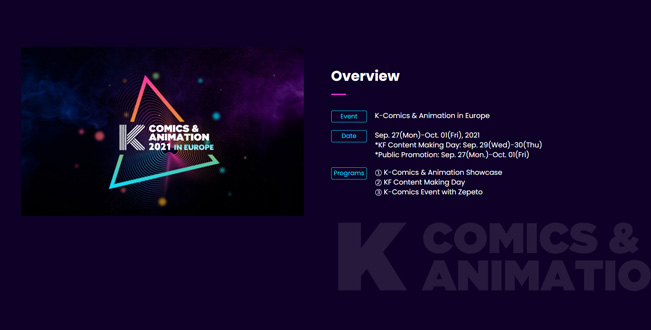 K COMICS &
ANIMATION
2021 IN EUROPE
Overview
Event K-Comics & Animation in Europe
Date Sep. 27(Mon)-Oct. 01(Fri), 2021
*KF Content Making Day: Sep. 29(Wed)-30(Thu)
*Public Promotion: Sep. 27(Mon.)-Oct. 01(Fri)
Programs ① K-Comics & Animation Showcase
② KF Content Making Day
③ K-Comics Event with Zepeto
K COMICS &
ANIMATIO